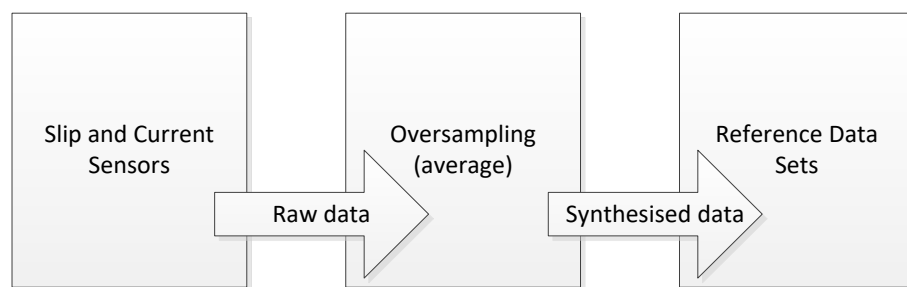 Slip and Current
Sensors
Raw data
Oversampling
(average)
Synthesised data
Reference Data
Sets